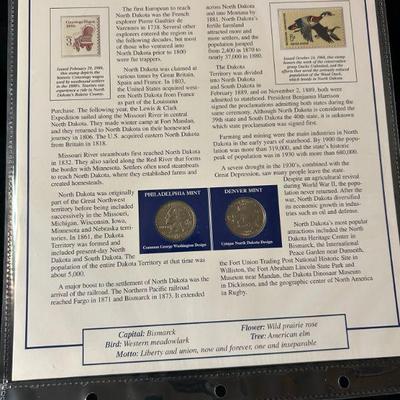 Conestoga Wagon
3c
The first European to reach
North Dakota was the French
explorer Pierre Gaultier de
Varennes in 1738. Several other
explorers entered the region in
the following decades, but most
of those who ventured into
North Dakota prior to 1800
were fur traders.
North Dakota was claimed at
various times by Great Britain,
Spain and France. In 1803,
the United States acquired western
North Dakota from France
as part of the Louisiana
Purchase. The following year, the Lewis & Clark
Expedition sailed along the Missouri River in central
North Dakota. They made winter camp at Fort Mandan,
and they returned to North Dakota on their homeward
journey in 1806. The U.S. acquired eastern North Dakota
from Britain in 1818.
Missouri River steamboats first reached North Dakota
in 1832. They also sailed along the Red River that forms
the border with Minnesota. Settlers often used steamboats
to reach North Dakota, where they established farms and
created homesteads.
North Dakota was originally
part of the Great Northwest
territory before being included
successively in the Missouri,
Michigan, Wisconsin, Iowa,
Minnesota and Nebraska
territories. In 1861, the Dakota
Territory was formed and
included present-day North
Dakota and South Dakota. The
population of the entire Dakota Territory at that time was
about 5,000.
A major boost to the settlement of North Dakota was the
arrival of the railroad. The Northern Pacific railroad
reached Fargo in 1871 and Bismarck in 1873. It extended
across North Dakota and into
Montana by 1881. North
Dakota's fertile farmland
attracted more and more
settlers, and the population
jumped from 2,400 in 1870 to
nearly 37,000 in 1880.
The Dakota
Territory was divided
into North Dakota
and South Dakota in
February 1889, and on November 2, 1889, both were
admitted to statehood. President Benjamin Harrison
signed the proclamations admitting both states during
the same ceremony. Although North Dakota is considered the
39th state and South Dakota the 40th state, it is unknown
which state proclamation was signed first.
Farming and mining were the main industries in North
Dakota in the early years of statehood. By 1900 the
population was more than 319,000, and the state's historic
peak of population was in 1930 with more than 680,000.
A severe drought in the 1930's, combined with the
Great Depression, saw many people leave the state.
Despite an agricultural revival during
World War II, the population
never returned. After the
war, North Dakota diversified
its economic growth in industries
such as oil and defense.
North Dakota's most popular
attractions included the North
Dakota Heritage Center in
Bismarck, the International
Peace Garden near Dunseith,
the Fort Union Trading Post National Historic Site in
Williston, the Fort Abraham Lincoln State Park and
Museum near Mandan, the Dakota Dinosaur Museum
in Dickinson, and the geographic center of North America
in Rugby.
PHILADELPHIA MINT
Common George Washington Design
DENVER MINT
Unique North Dakota Design
Capital: Bismarck
Flower: Wild prairie rose
Bird: Western meadowlark
Tree: American elm
Motto: Liberty and union, now and forever, one and inseparable